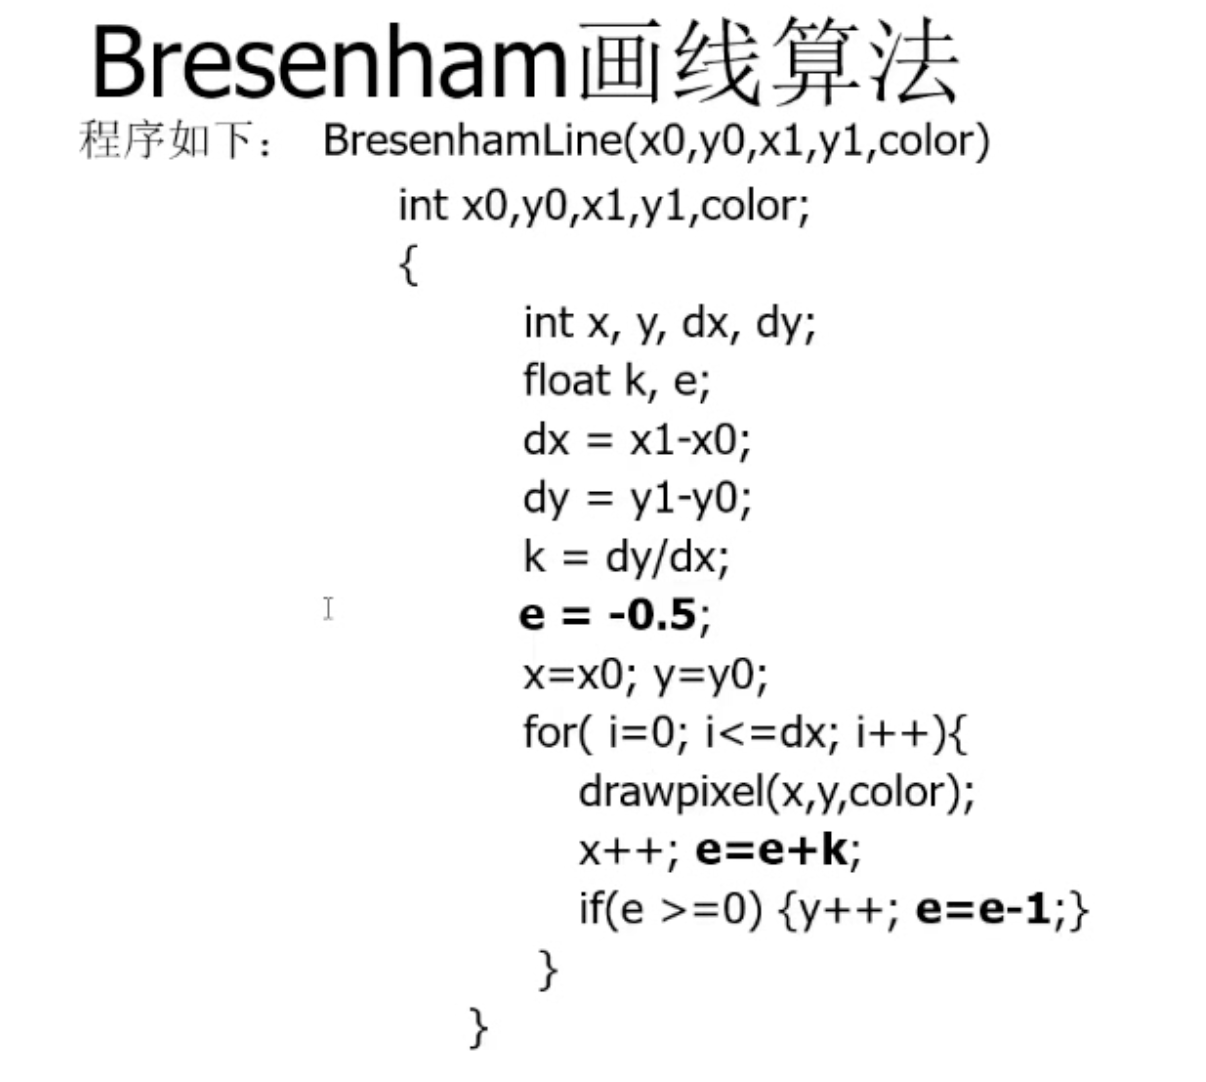 Bresenham画线算法
程序如下： BresenhamLine(x0,y0,x1,y1,color)
int x0,y0,x1,y1,color;
{
int x, y, dx, dy;
float k, e;
dx = x1-x0;
dy = y1-y0;
k = dy/dx;
e = -0.5;
x=x0; y=y0;
for( i=0; i<=dx; i++){
drawpixel(x,y,color);
x++; e=e+k;
if(e >=0) {y++; e=e-1;}
}
}